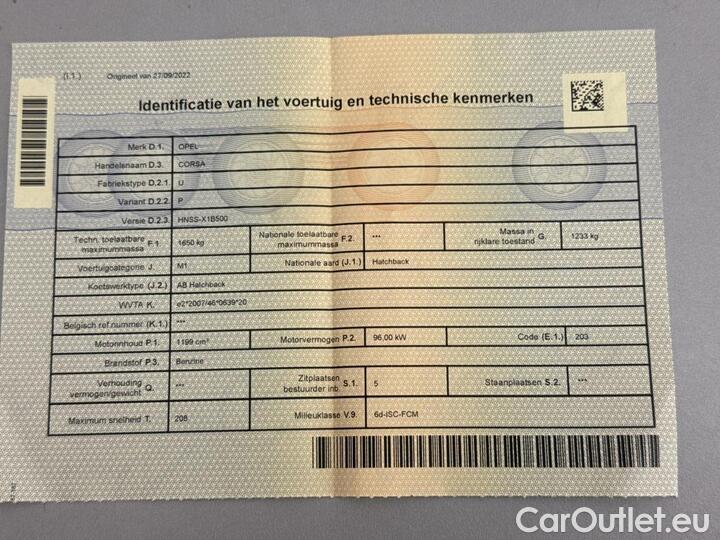 (I.1.) Origineel van 27/09/2022
Identificatie van het voertuig en technische kenmerken
Merk D.1. OPEL
Handelsnaam D.3. CORSA
Fabriekstype D.2.1. U
Variant D.2.2. P
Versie D.2.3. HNSS-X1B500
Techn. toelaatbare maximummassa F.1. 1650 kg Nationale toelaatbare maximummassa F.2. *** Massa in rijklare toestand G. 1233 kg
Voertuigcategorie J. M1 Nationale aard (J.1.) Hatchback
Koetswerktype (J.2.) AB Hatchback
WVTA K. e2*2007/46*0639*20
Belgisch ref.nummer (K.1.) ***
Motorinhoud P.1. 1199 cm³ Motorvermogen P.2. 96,00 kW Code (E.1.) 203
Brandstof P.3. Benzine
Verhouding vermogen/gewicht Q. *** Zitplaatsen bestuurder inb. S.1. 5 Staanplaatsen S.2. ***
Maximum snelheid T. 208 Milieuklasse V.9. 6d-ISC-FCM
CarOutlet.eu